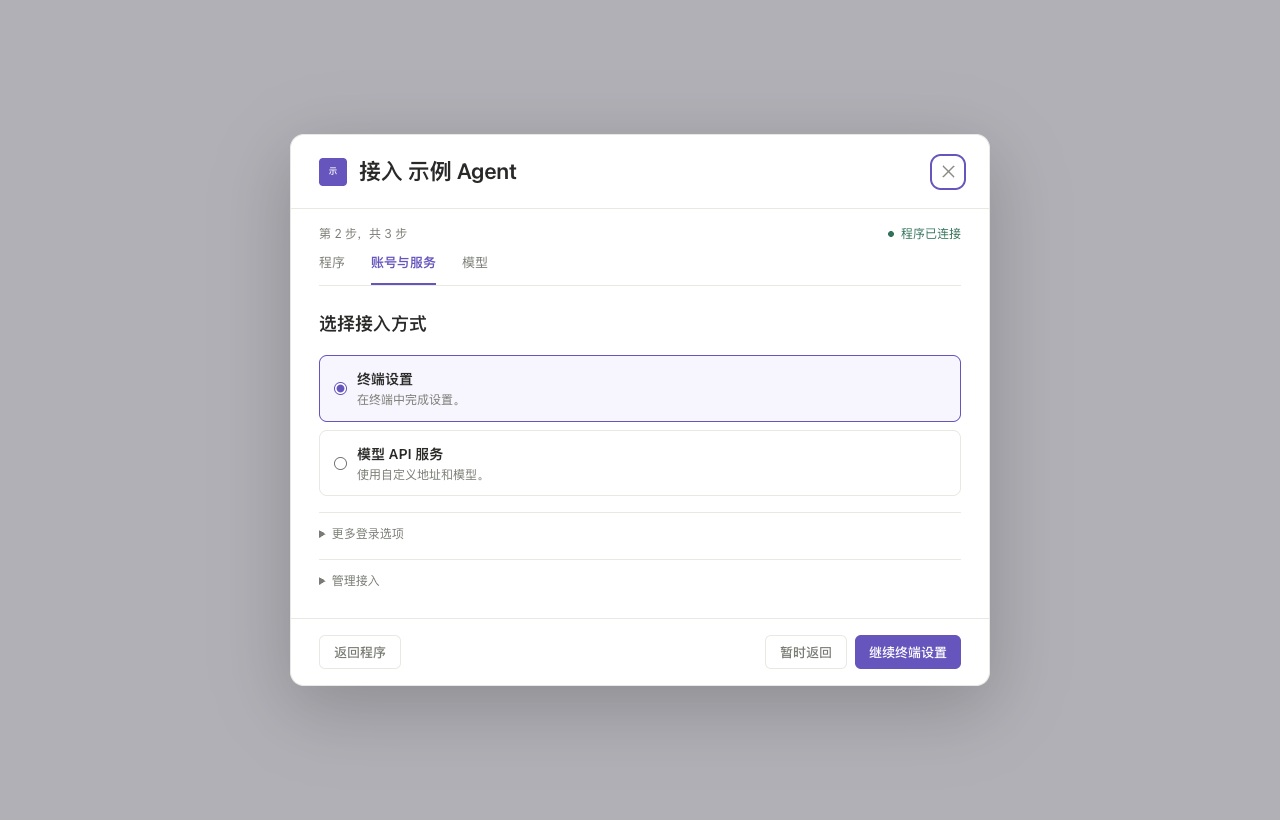 示
接入 示例 Agent
第 2 步，共 3 步
程序已连接
程序
账号与服务
模型
选择接入方式
终端设置
在终端中完成设置。
模型 API 服务
使用自定义地址和模型。
更多登录选项
管理接入
返回程序
暂时返回
继续终端设置